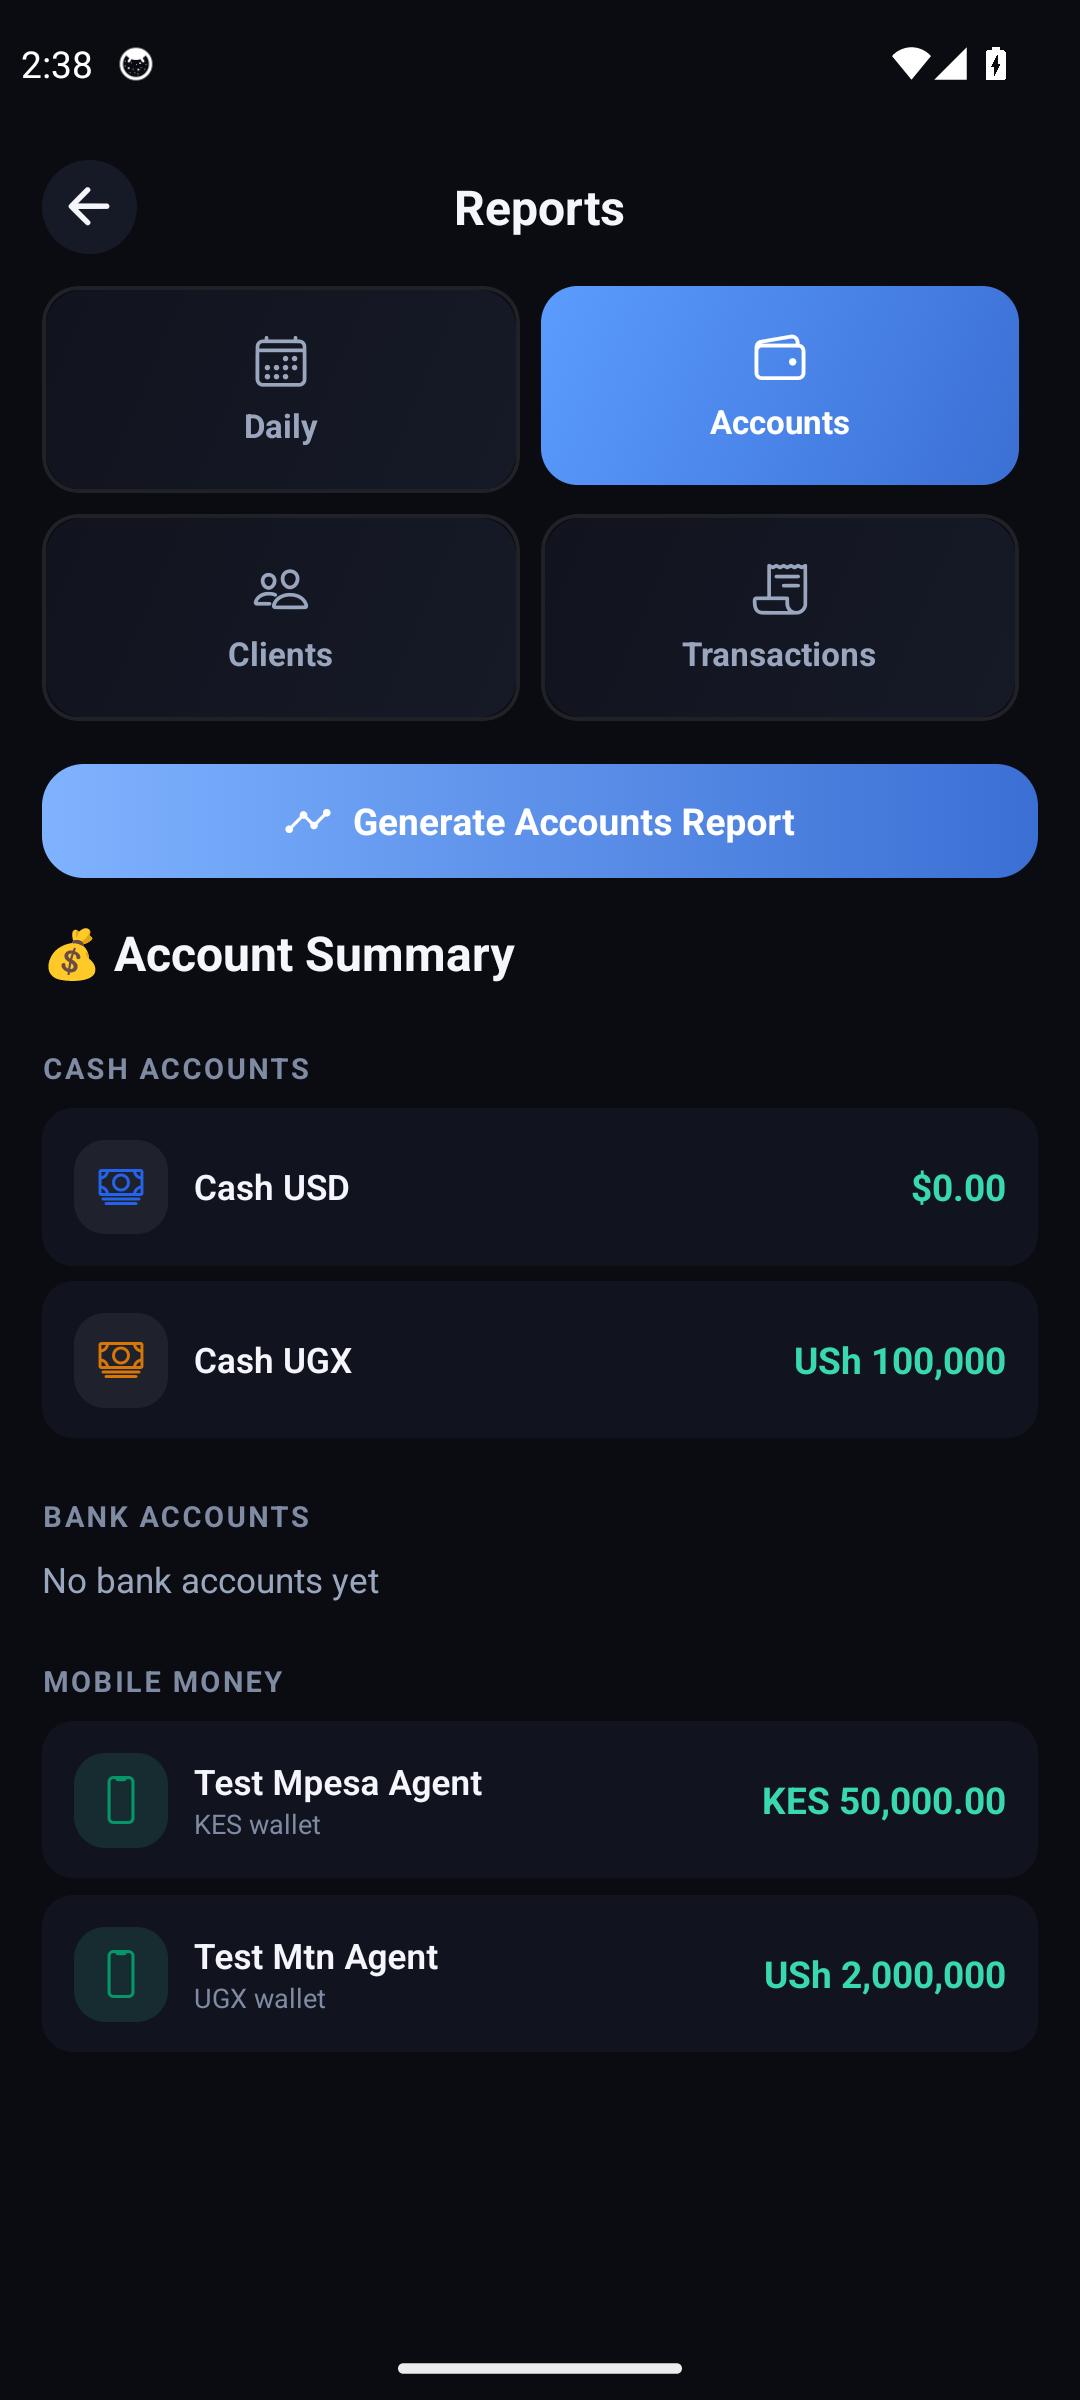 2:38
Reports
Daily
Accounts
Clients
Transactions
Generate Accounts Report
💰 Account Summary
CASH ACCOUNTS
Cash USD
$0.00
Cash UGX
USh 100,000
BANK ACCOUNTS
No bank accounts yet
MOBILE MONEY
Test Mpesa Agent
KES wallet
KES 50,000.00
Test Mtn Agent
UGX wallet
USh 2,000,000